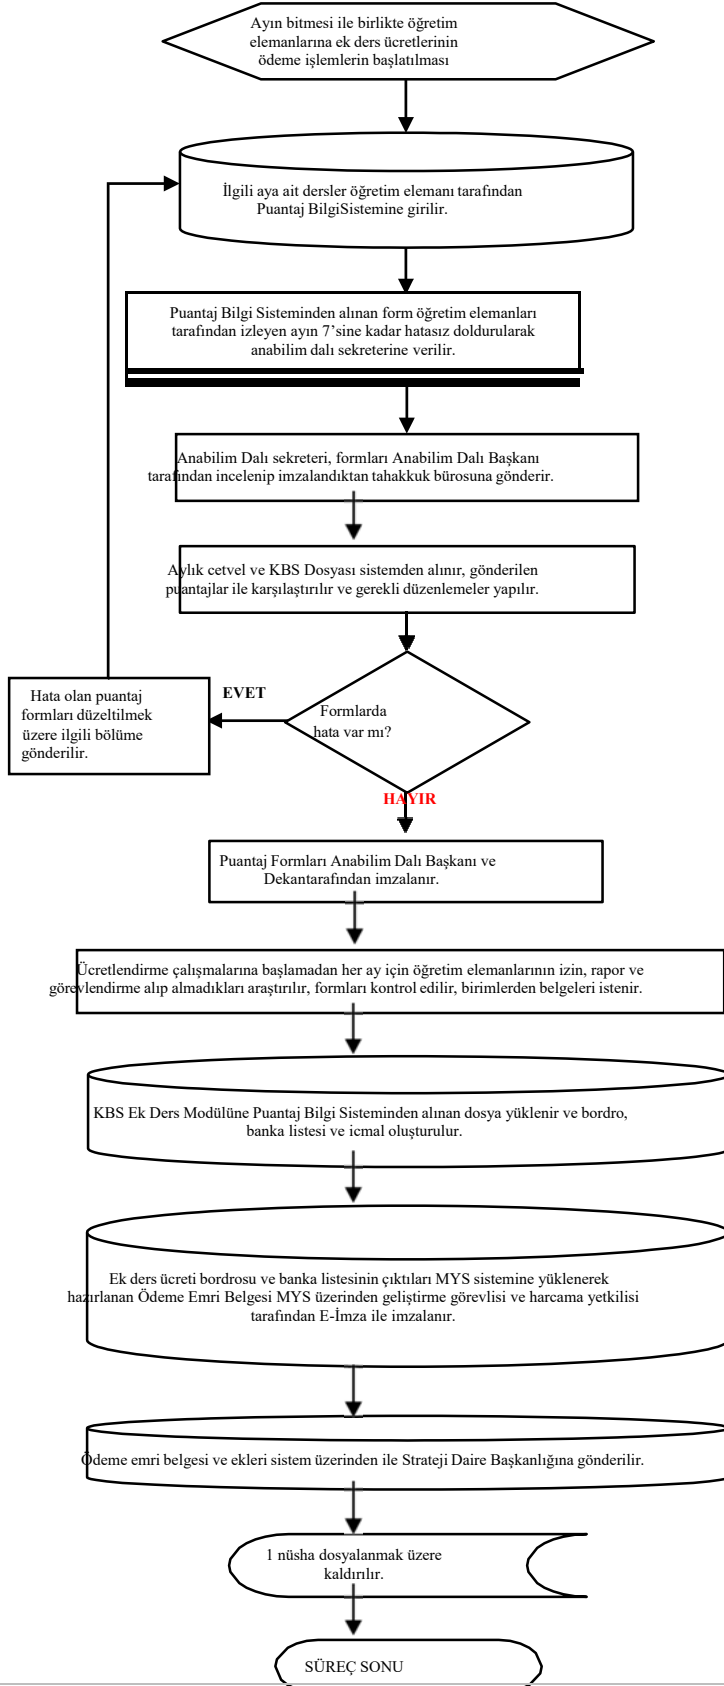 Ayın bitmesi ile birlikte öğretim
elemanlarına ek ders ücretlerinin
ödeme işlemlerin başlatılması
İlgili aya ait dersler öğretim elemanı tarafından
Puantaj BilgiSistemine girilir.
Puantaj Bilgi Sisteminden alınan form öğretim elemanları
tarafından izleyen ayın 7’sine kadar hatasız doldurularak
anabilim dalı sekreterine verilir.
Anabilim Dalı sekreteri, formları Anabilim Dalı Başkanı
tarafından incelenip imzalandıktan tahakkuk bürosuna gönderir.
Aylık cetvel ve KBS Dosyası sistemden alınır, gönderilen
puantajlar ile karşılaştırılır ve gerekli düzenlemeler yapılır.
Formlarda
hata var mı?
EVET
Hata olan puantaj
formları düzeltilmek
üzere ilgili bölüme
gönderilir.
HAYIR
Puantaj Formları Anabilim Dalı Başkanı ve
Dekantarafından imzalanır.
Ücretlendirme çalışmalarına başlamadan her ay için öğretim elemanlarının izin, rapor ve
görevlendirme alıp almadıkları araştırılır, formları kontrol edilir, birimlerden belgeleri istenir.
KBS Ek Ders Modülüne Puantaj Bilgi Sisteminden alınan dosya yüklenir ve bordro,
banka listesi ve icmal oluşturulur.
Ek ders ücreti bordrosu ve banka listesinin çıktıları MYS sistemine yüklenerek
hazırlanan Ödeme Emri Belgesi MYS üzerinden geliştirme görevlisi ve harcama yetkilisi
tarafından E-İmza ile imzalanır.
Ödeme emri belgesi ve ekleri sistem üzerinden ile Strateji Daire Başkanlığına gönderilir.
1 nüsha dosyalanmak üzere
kaldırılır.
SÜREÇ SONU